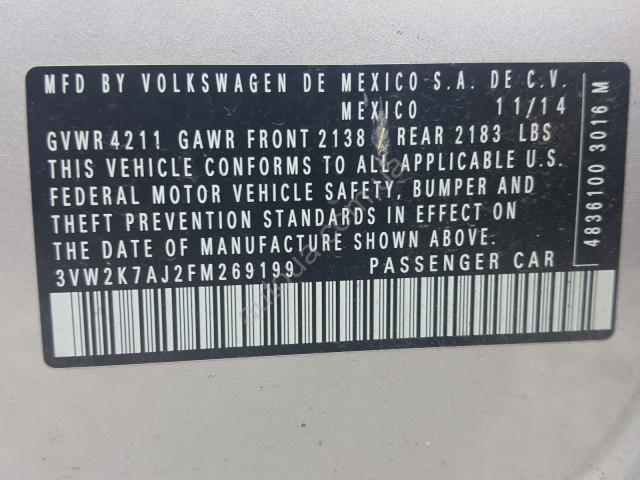 MFD BY VOLKSWAGEN DE MEXICO S.A. DE C.V.
MEXICO 11/14
GVWR 4211 GAWR FRONT 2138 / REAR 2183 LBS
THIS VEHICLE CONFORMS TO ALL APPLICABLE U.S.
FEDERAL MOTOR VEHICLE SAFETY, BUMPER AND
THEFT PREVENTION STANDARDS IN EFFECT ON
THE DATE OF MANUFACTURE SHOWN ABOVE.
3VW2K7AJ2FM269199 PASSENGER CAR
4836100 3016 M